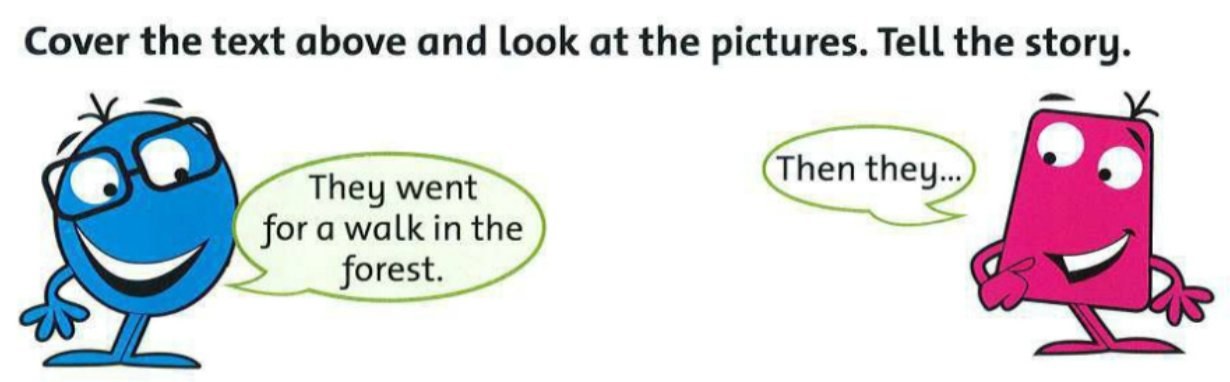 Cover the text above and look at the pictures. Tell the story.
They went
for a walk in the
forest.
Then they...